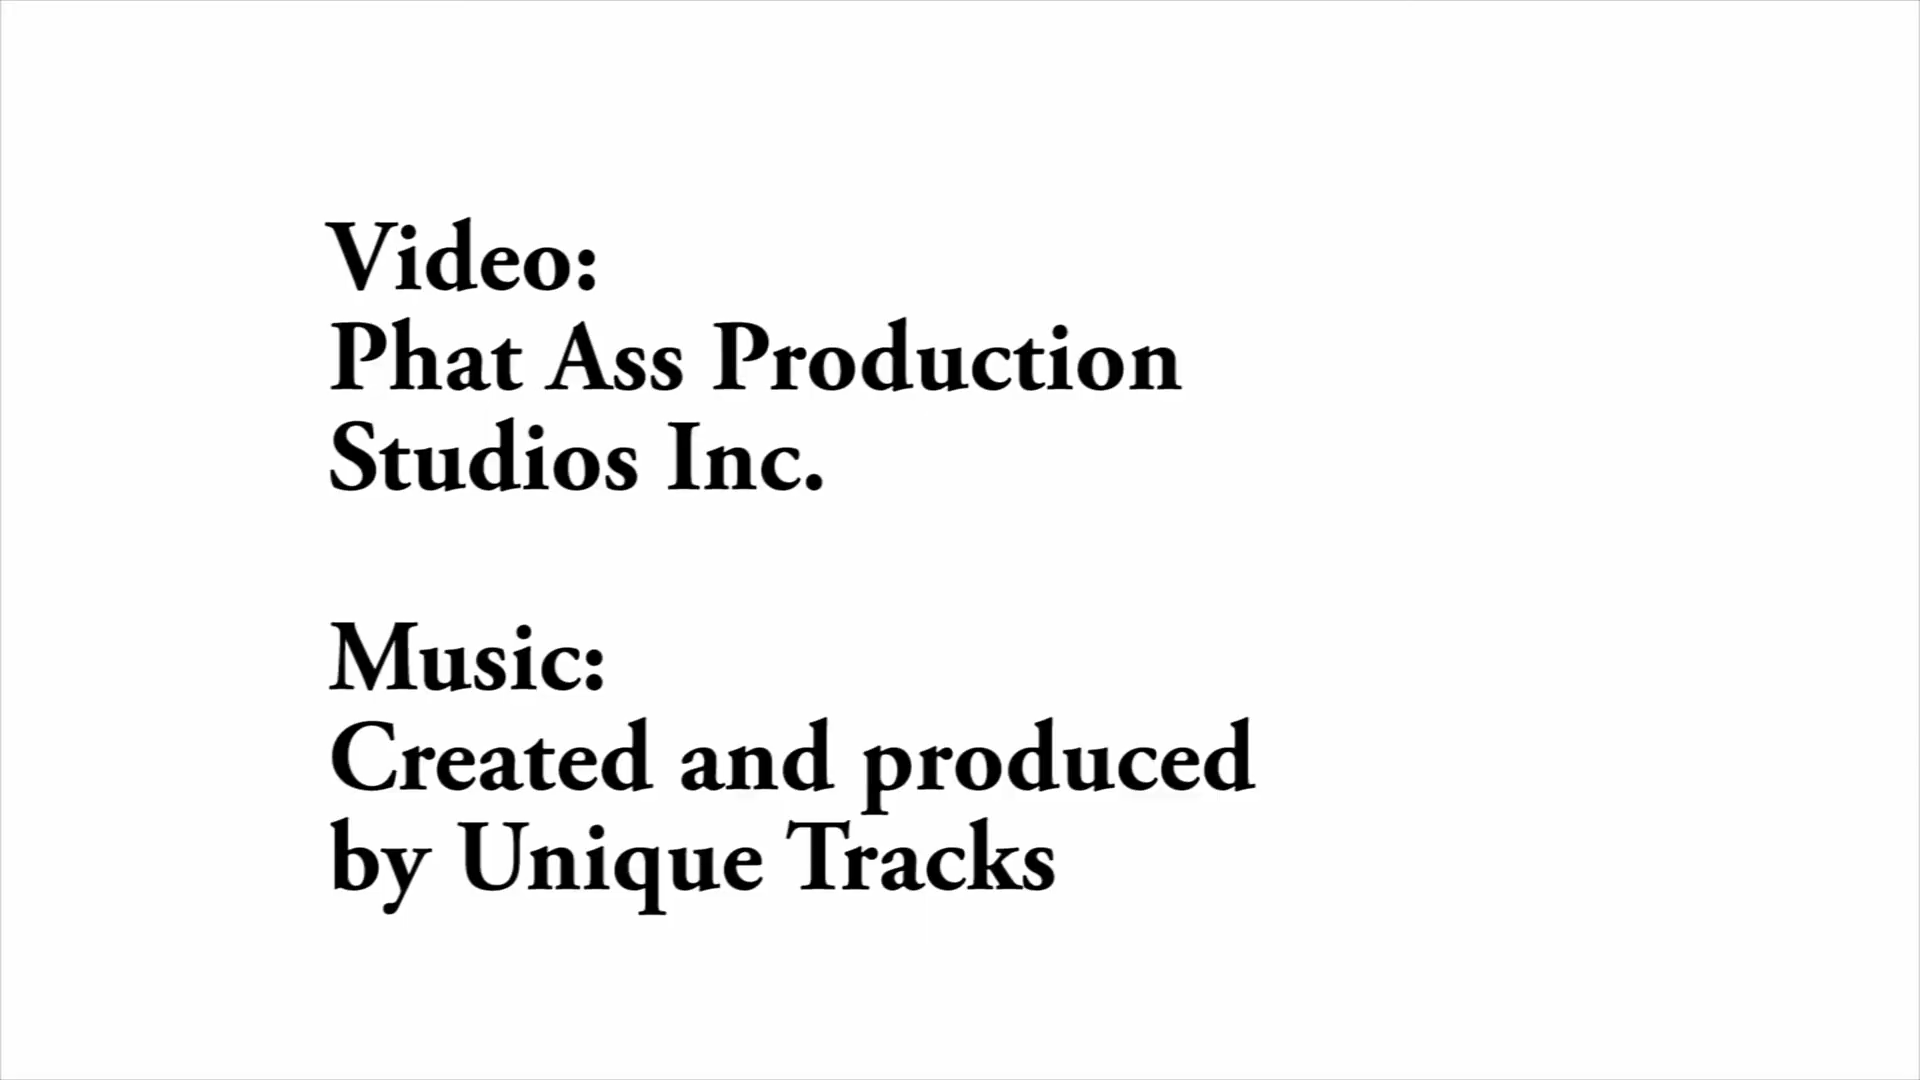 Video:
Phat Ass Production
Studios Inc.
Music:
Created and produced
by Unique Tracks